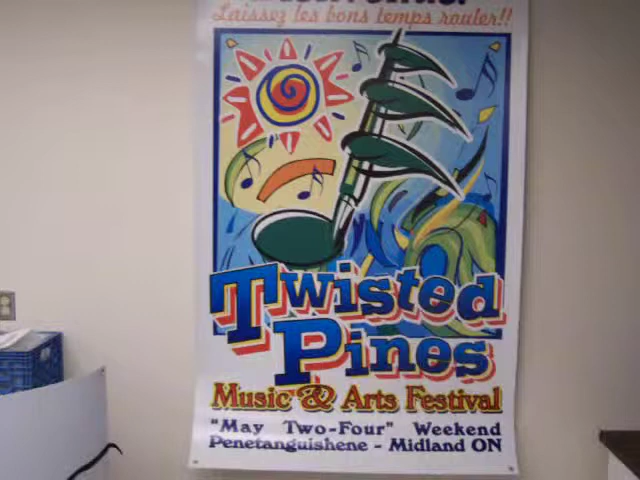 Laissez les bons temps rouler!!
Twisted
Pines
Music & Arts Festival
"May Two-Four" Weekend
Penetanguishene - Midland ON